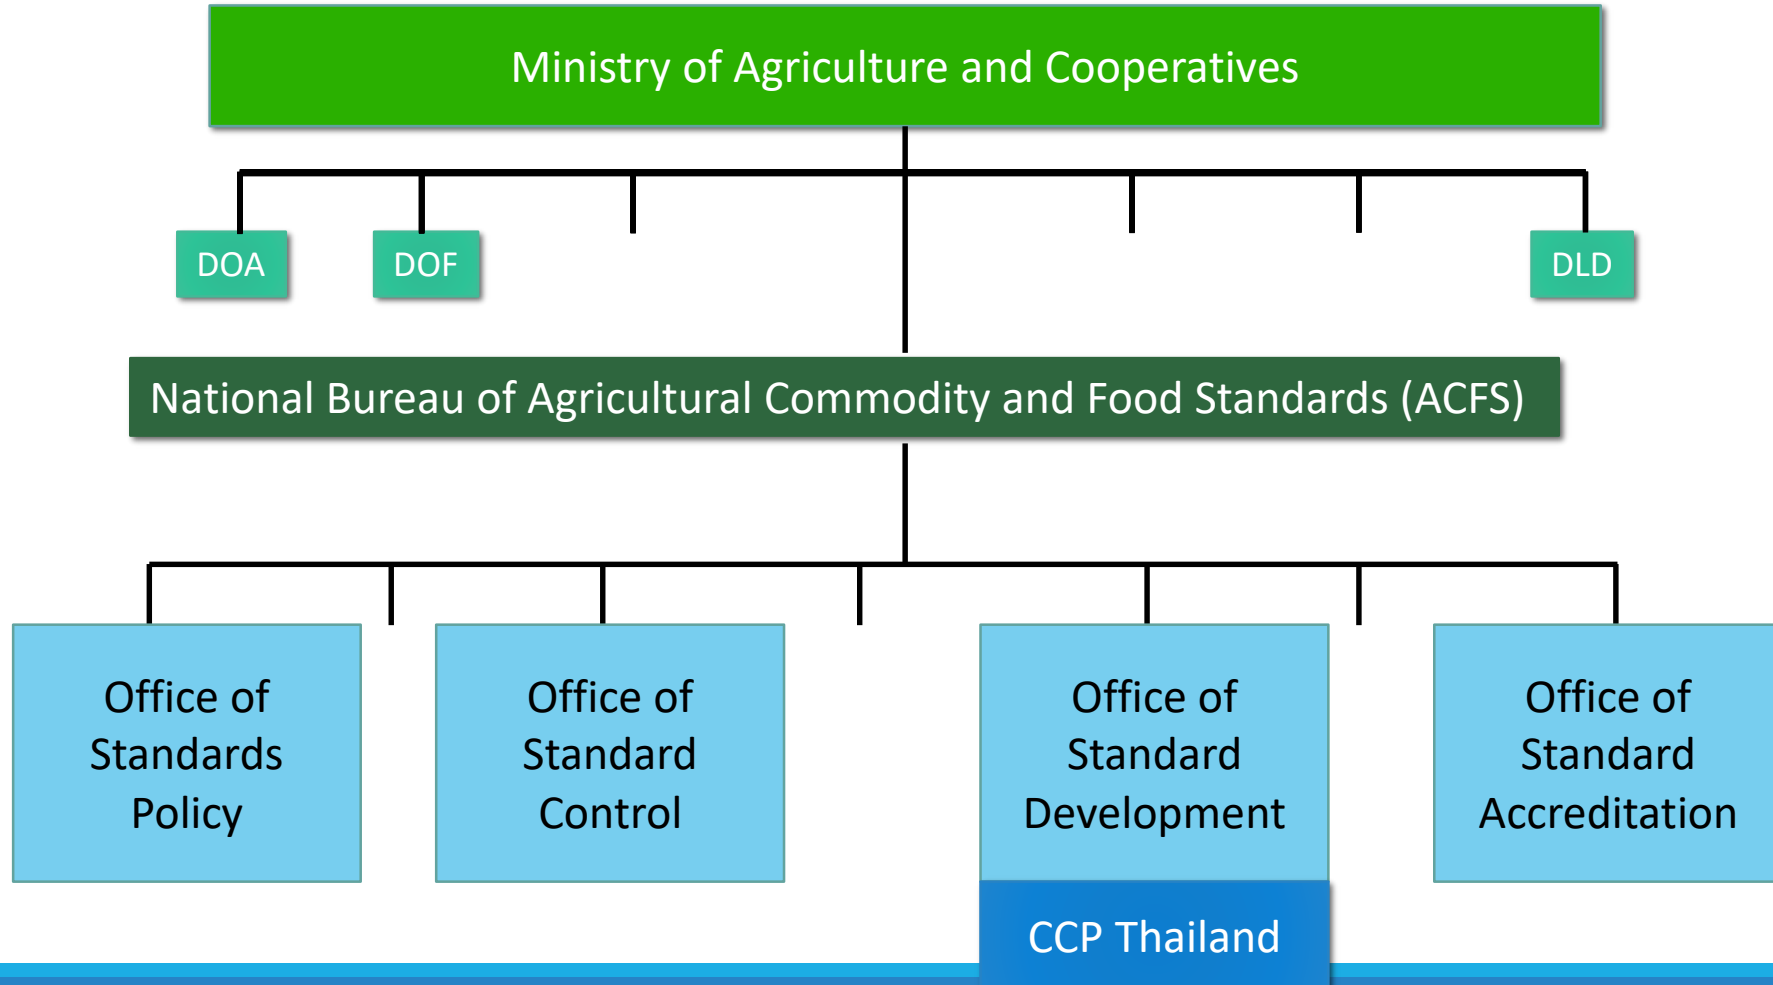 Ministry of Agriculture and Cooperatives
DOA
DOF
DLD
National Bureau of Agricultural Commodity and Food Standards (ACFS)
Office of
Standards
Policy
Office of
Standard
Control
Office of
Standard
Development
Office of
Standard
Accreditation
CCP Thailand